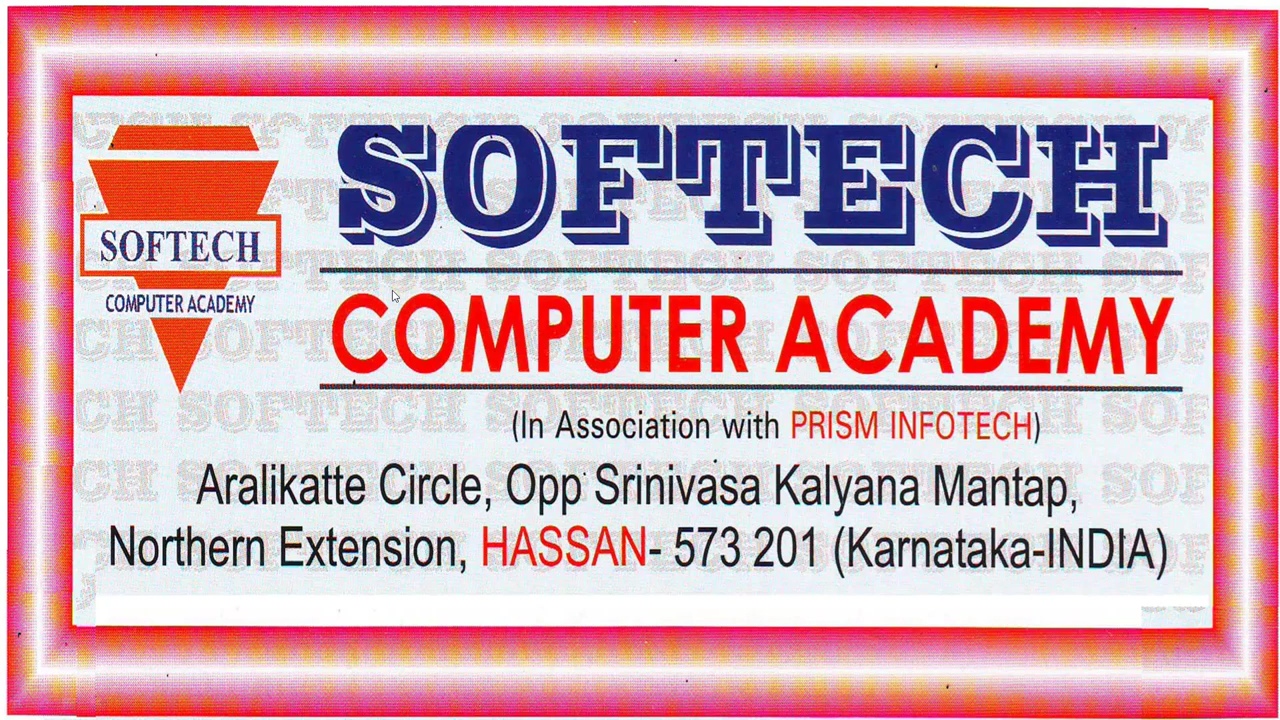 SOFTECH
COMPUTER ACADEMY
SOFTECH
COMPUTER ACADEMY
(In Association with PRISM INFOTECH)
Aralikatte Circle, Opp Srinivasa Kalyana Mantap,
Northern Extension, HASSAN- 573 201 (Karnataka-INDIA)